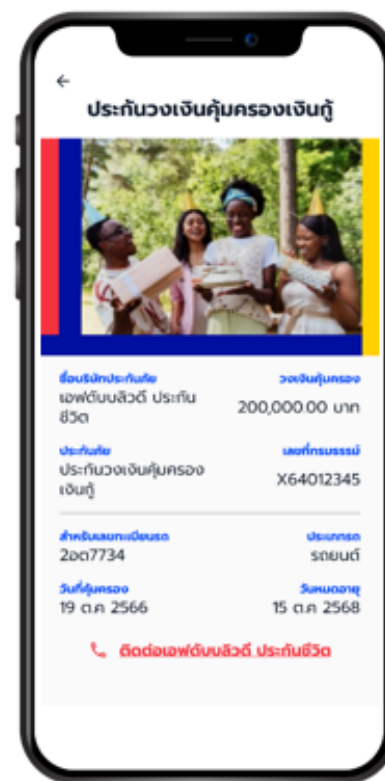 ประกันวงเงินคุ้มครองเงินกู้
ชื่อบริษัทประกันภัย วงเงินคุ้มครอง
เอฟดับบลิวดี ประกันชีวิต 200,000.00 บาท
ประกันภัย เลขที่กรมธรรม์
ประกันวงเงินคุ้มครองเงินกู้ X64012345
สำหรับเลขทะเบียนรถ ประเภทรถ
2อต7734 รถยนต์
วันที่คุ้มครอง วันหมดอายุ
19 ต.ค 2566 15 ต.ค 2568
ติดต่อเอฟดับบลิวดี ประกันชีวิต